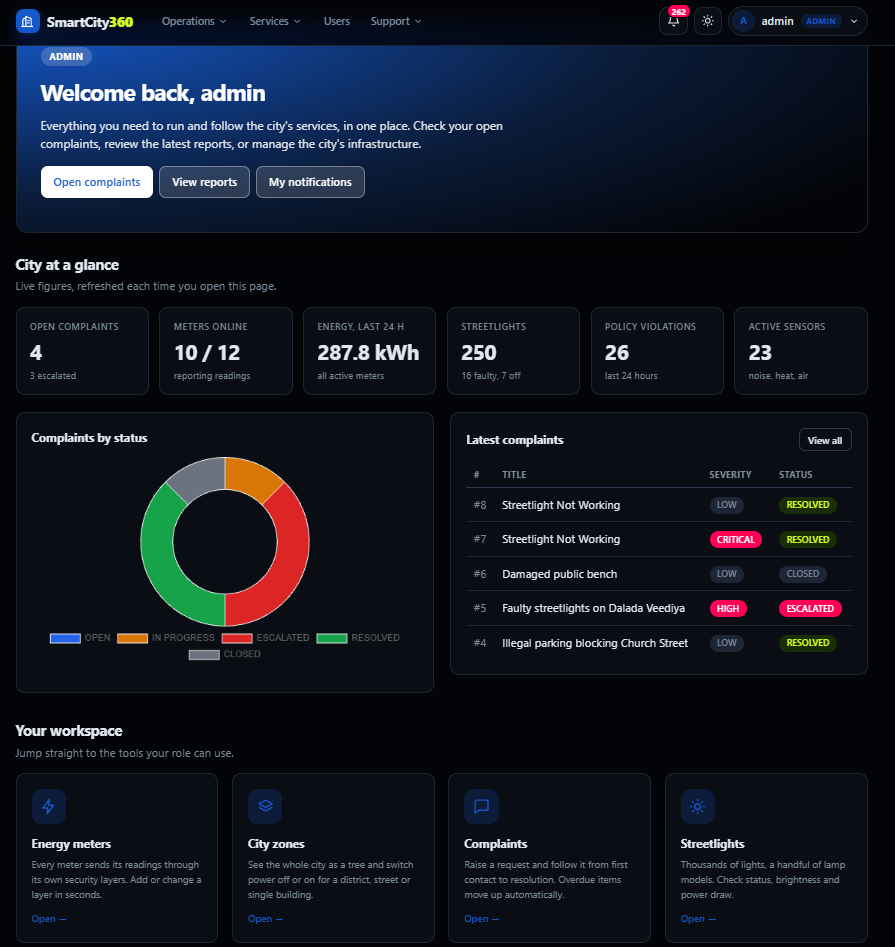 SmartCity360
Operations
Services
Users
Support
262
A
admin
ADMIN
ADMIN
Welcome back, admin
Everything you need to run and follow the city's services, in one place. Check your open
complaints, review the latest reports, or manage the city's infrastructure.
Open complaints
View reports
My notifications
City at a glance
Live figures, refreshed each time you open this page.
OPEN COMPLAINTS
4
3 escalated
METERS ONLINE
10 / 12
reporting readings
ENERGY, LAST 24 H
287.8 kWh
all active meters
STREETLIGHTS
250
16 faulty, 7 off
POLICY VIOLATIONS
26
last 24 hours
ACTIVE SENSORS
23
noise, heat, air
Complaints by status
OPEN
IN PROGRESS
ESCALATED
RESOLVED
CLOSED
Latest complaints
View all
# TITLE SEVERITY STATUS
#8 Streetlight Not Working LOW RESOLVED
#7 Streetlight Not Working CRITICAL RESOLVED
#6 Damaged public bench LOW CLOSED
#5 Faulty streetlights on Dalada Veediya HIGH ESCALATED
#4 Illegal parking blocking Church Street LOW RESOLVED
Your workspace
Jump straight to the tools your role can use.
Energy meters
Every meter sends its readings through
its own security layers. Add or change a
layer in seconds.
Open →
City zones
See the whole city as a tree and switch
power off or on for a district, street or
single building.
Open →
Complaints
Raise a request and follow it from first
contact to resolution. Overdue items
move up automatically.
Open →
Streetlights
Thousands of lights, a handful of lamp
models. Check status, brightness and
power draw.
Open →